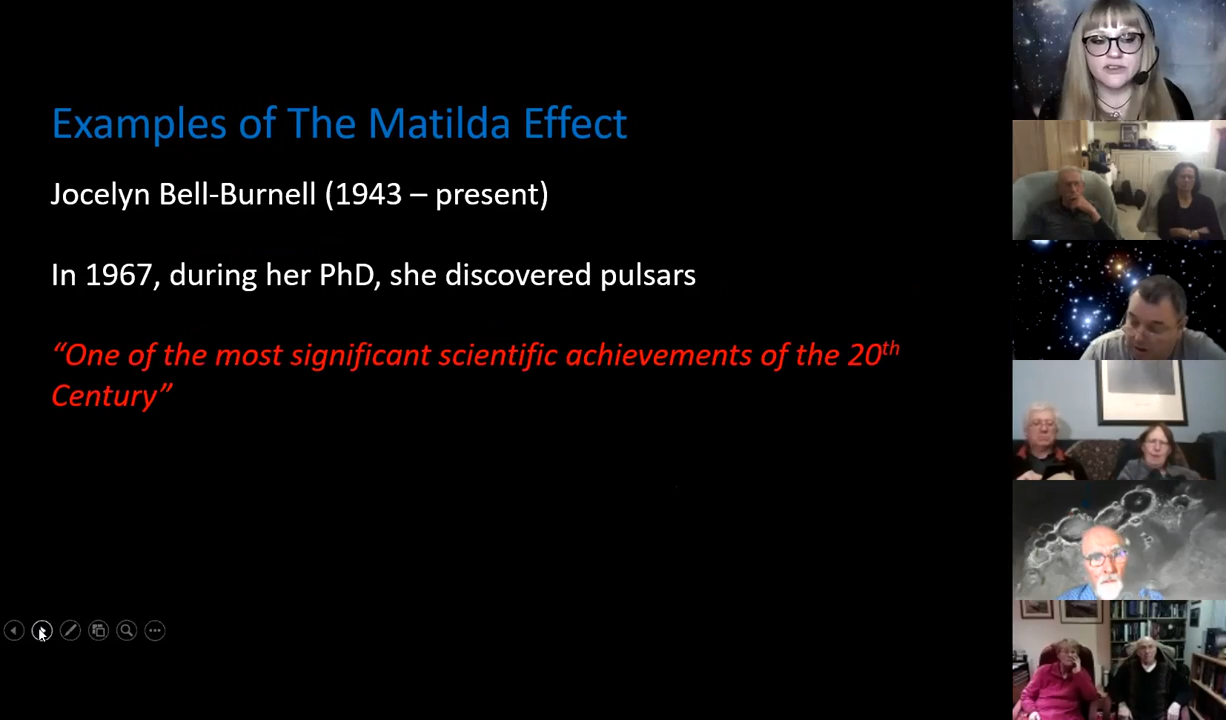 Examples of The Matilda Effect
Jocelyn Bell-Burnell (1943 – present)
In 1967, during her PhD, she discovered pulsars
“One of the most significant scientific achievements of the 20th
Century”